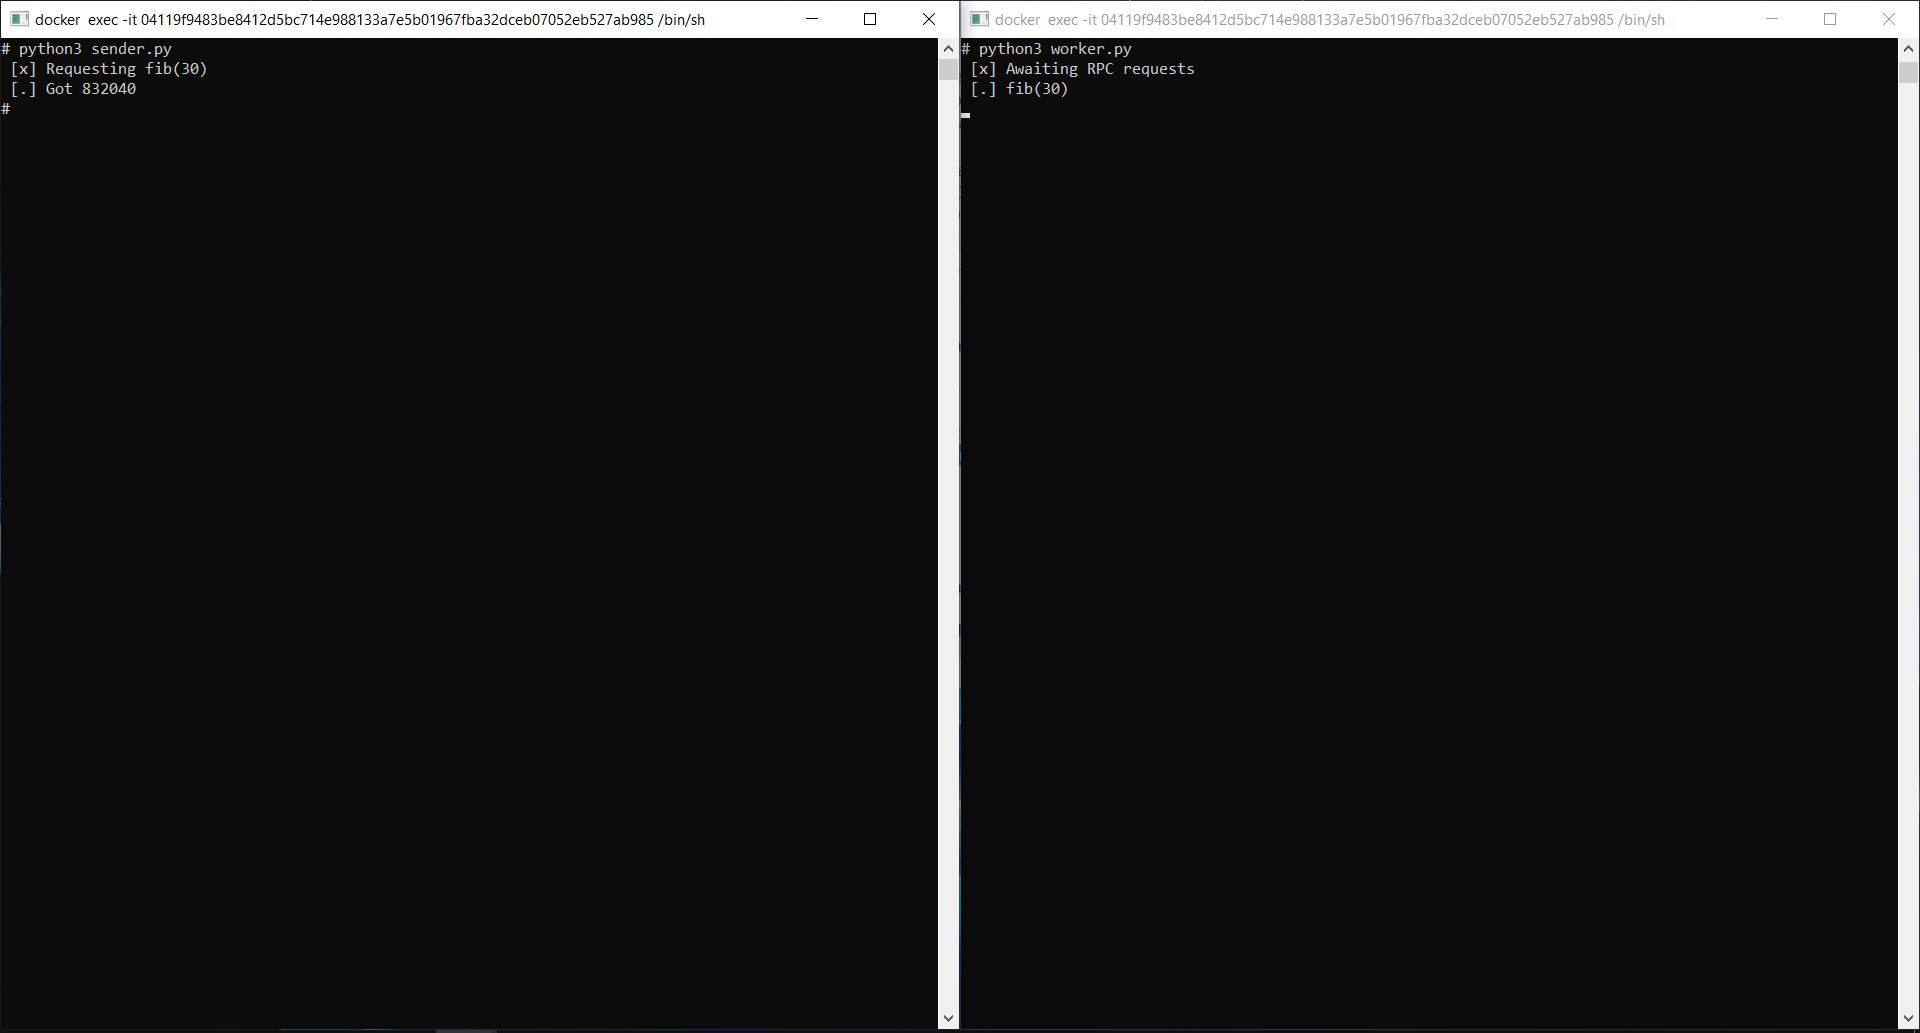 docker exec -it 04119f9483be8412d5bc714e988133a7e5b01967fba32dceb07052eb527ab985 /bin/sh
# python3 sender.py
[x] Requesting fib(30)
[.] Got 832040
#
docker exec -it 04119f9483be8412d5bc714e988133a7e5b01967fba32dceb07052eb527ab985 /bin/sh
# python3 worker.py
[x] Awaiting RPC requests
[.] fib(30)